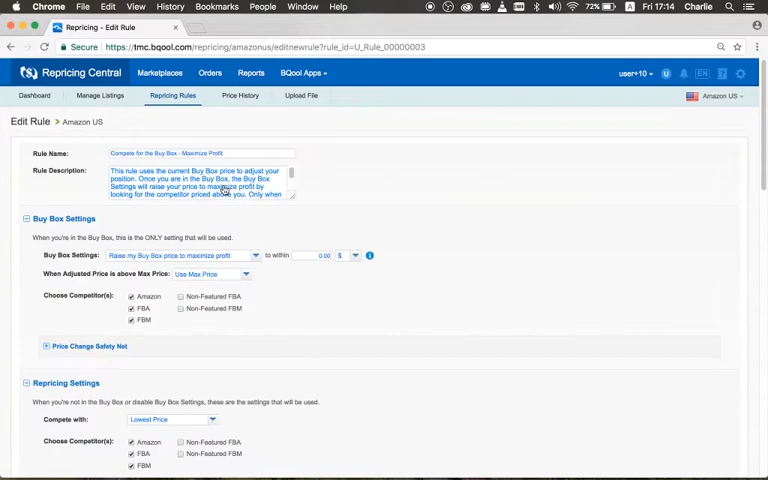 Chrome File Edit View History Bookmarks People Window Help 72% Fri 17:14 Charlie
Repricing - Edit Rule
Secure https://tmc.bqool.com/repricing/amazonus/editnewrule?rule_id=U_Rule_00000003
Repricing Central Marketplaces Orders Reports BQool Apps user+10 U EN
Dashboard Manage Listings Repricing Rules Price History Upload File Amazon US
Edit Rule Amazon US
Rule Name: Compete for the Buy Box - Maximize Profit
Rule Description: This rule uses the current Buy Box price to adjust your
position. Once you are in the Buy Box, the Buy Box
Settings will raise your price to maximize profit by
looking for the competitor priced above you. Only when
Buy Box Settings
When you're in the Buy Box, this is the ONLY setting that will be used.
Buy Box Settings: Raise my Buy Box price to maximize profit to within 0.00 $
When Adjusted Price is above Max Price: Use Max Price
Choose Competitor(s): Amazon Non-Featured FBA
FBA Non-Featured FBM
FBM
Price Change Safety Net
Repricing Settings
When you're not in the Buy Box or disable Buy Box Settings, these are the settings that will be used.
Compete with: Lowest Price
Choose Competitor(s): Amazon Non-Featured FBA
FBA Non-Featured FBM
FBM